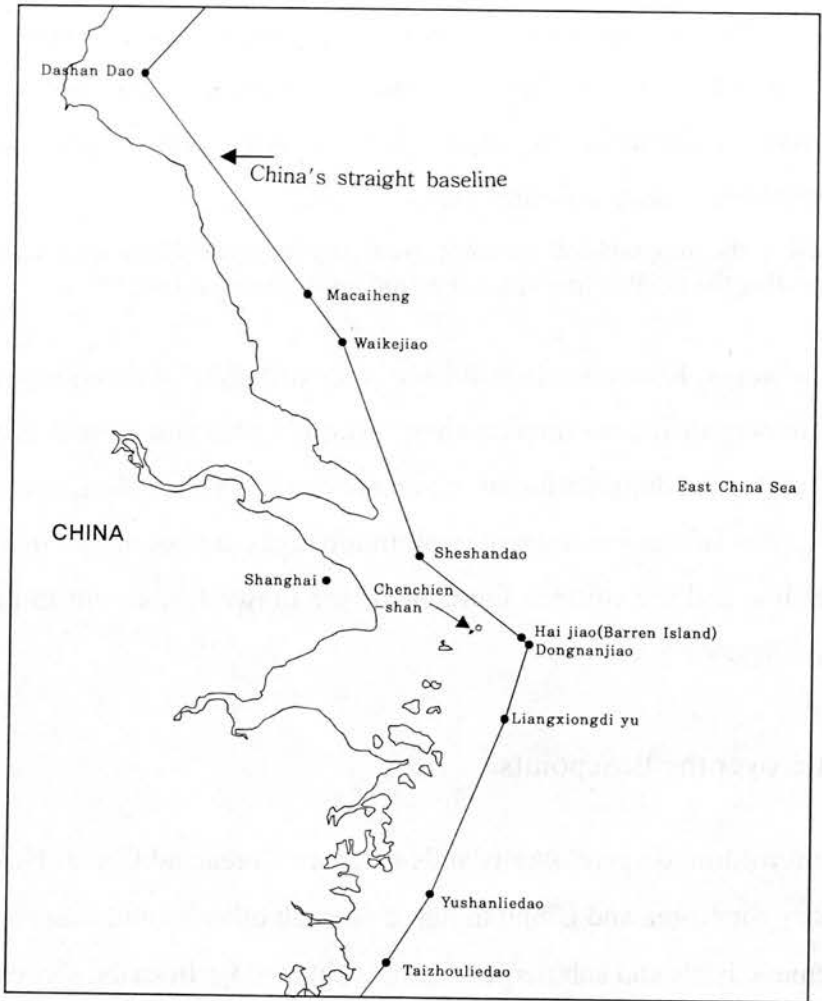 Dashan Dao
China's straight baseline
Macaiheng
Waikejiao
East China Sea
CHINA
Sheshandao
Shanghai
Chenchien
-shan
Hai jiao(Barren Island)
Dongnanjiao
Liangxiongdi yu
Yushanliedao
Taizhouliedao